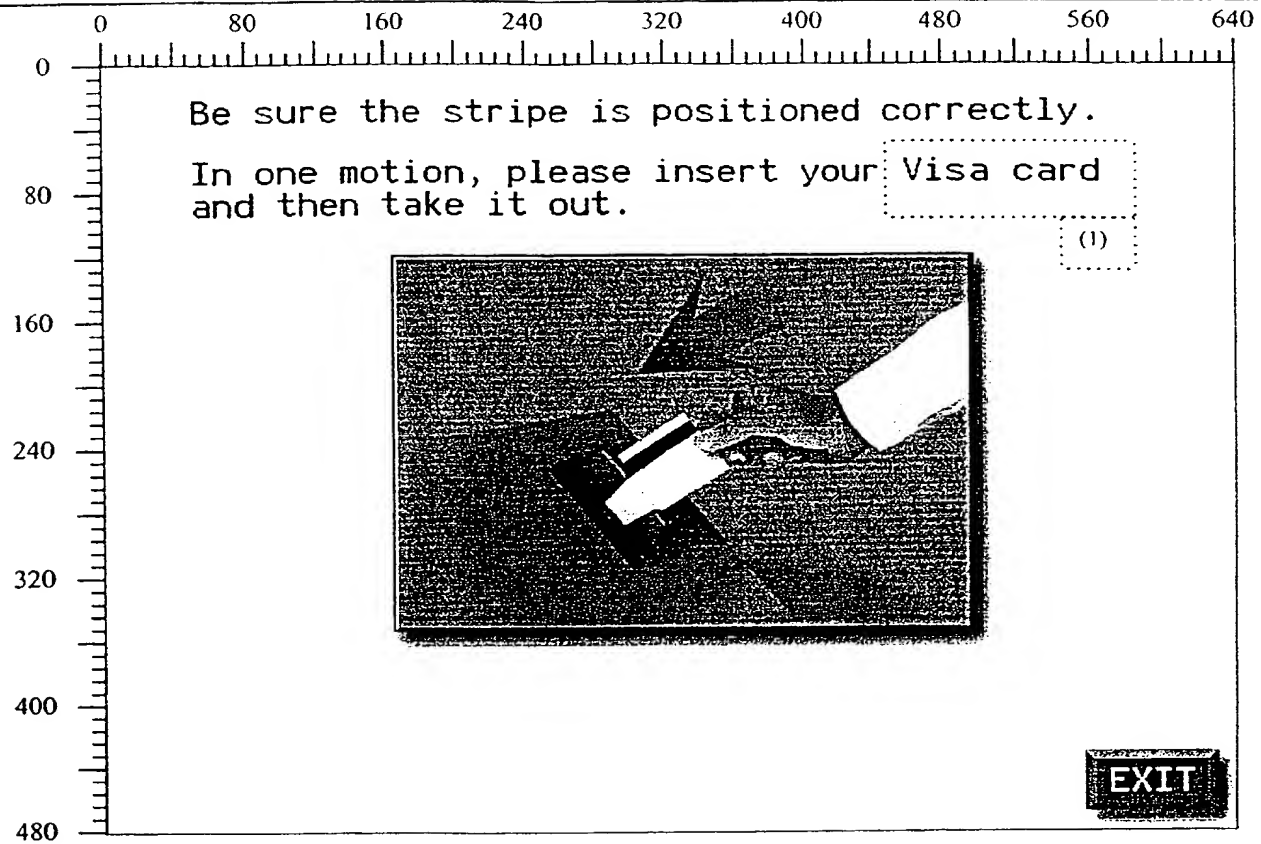 0 80 160 240 320 400 480 560 640
0
Be sure the stripe is positioned correctly.
In one motion, please insert your Visa card
80
and then take it out.
(1)
160
240
320
400
EXIT
480